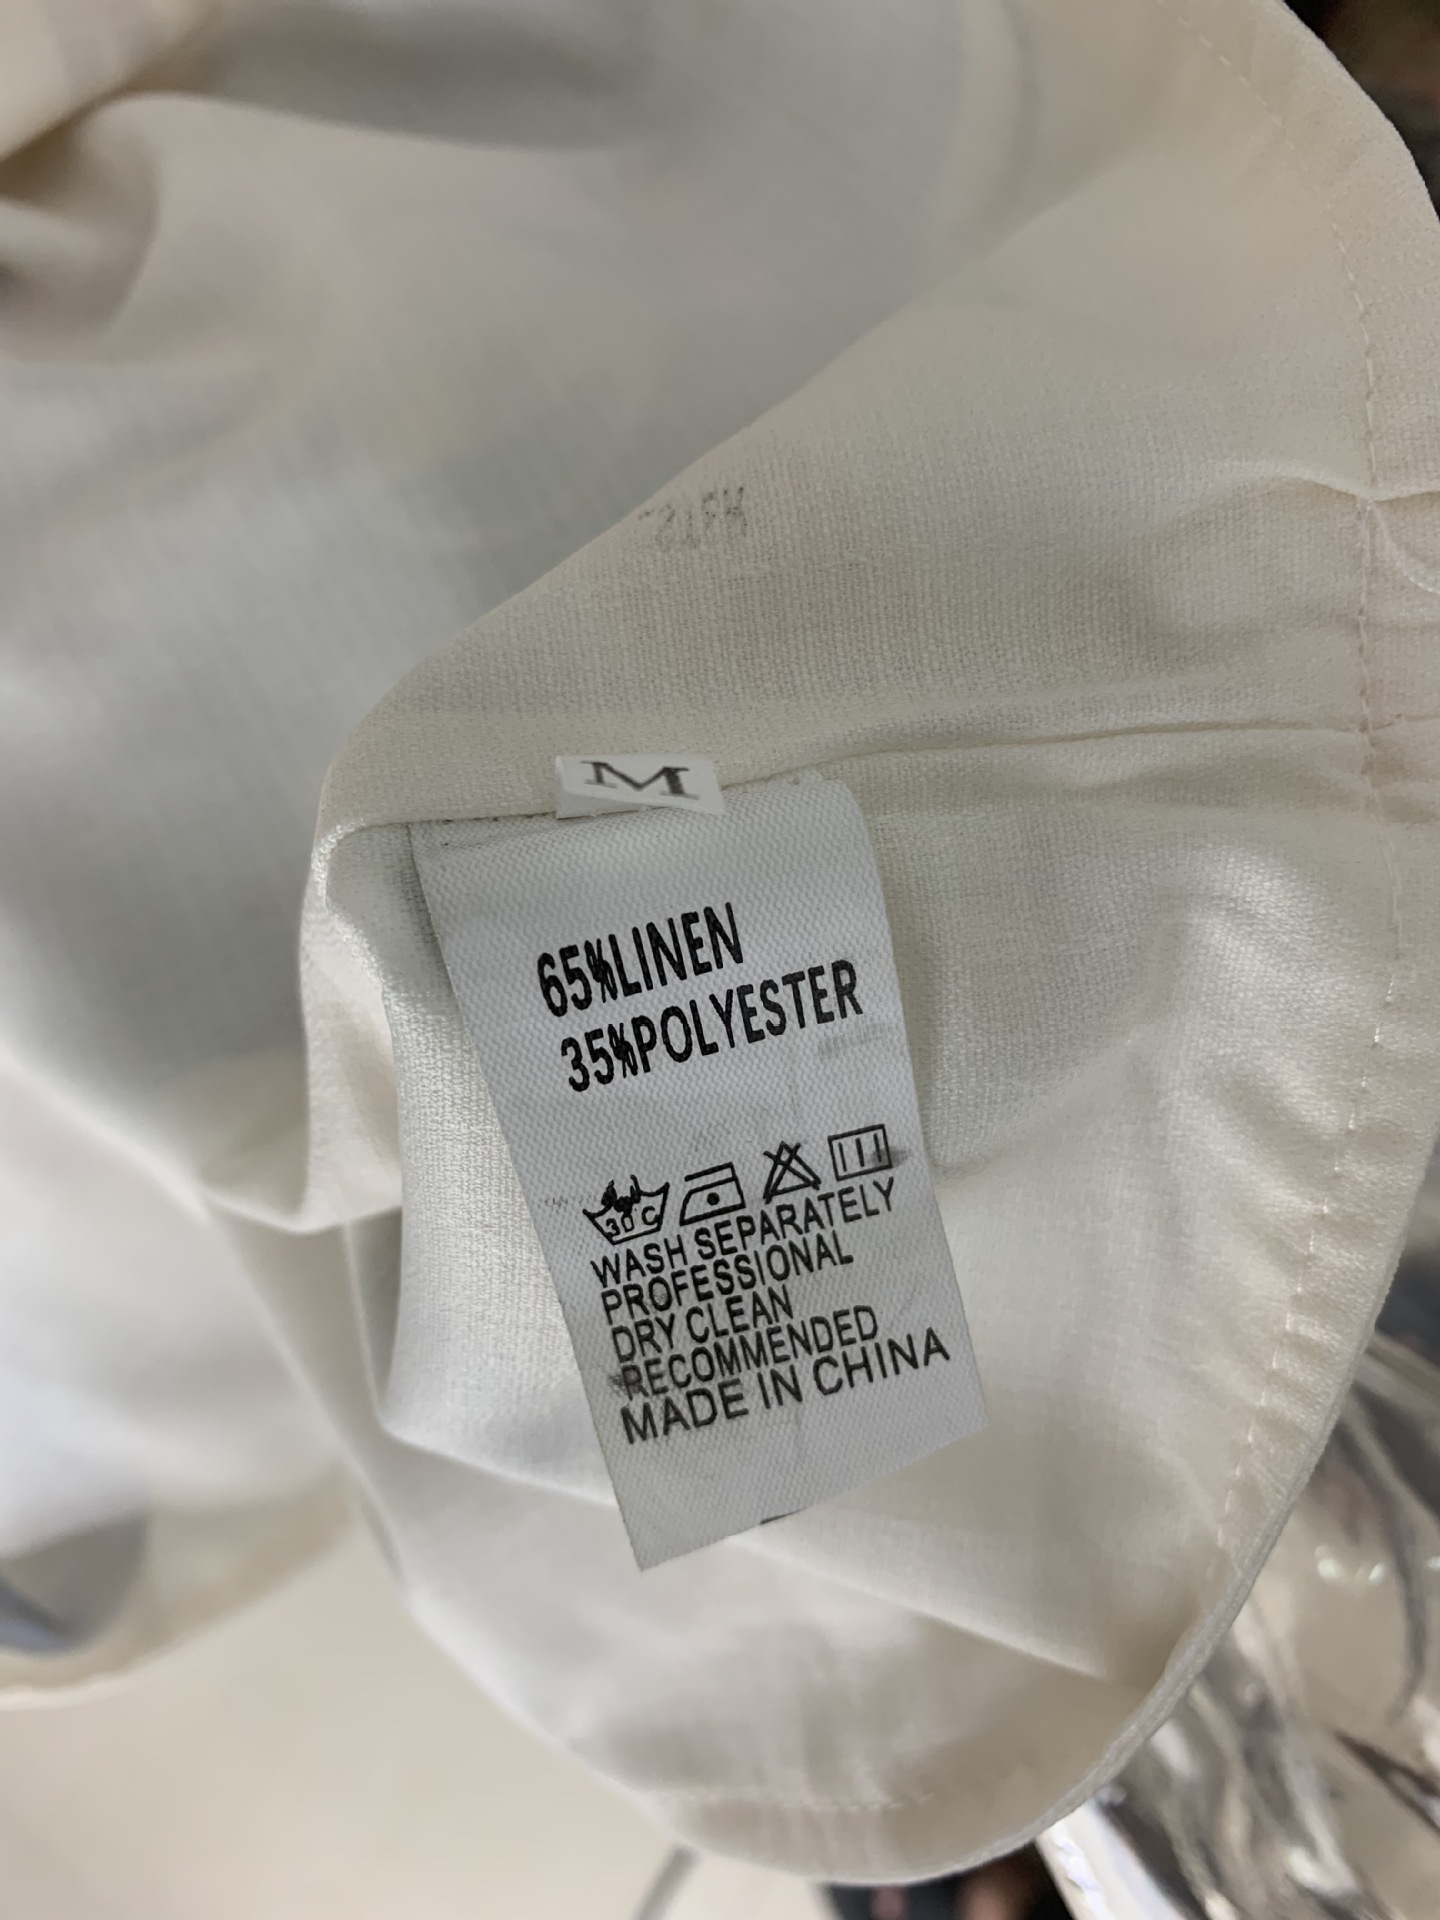 M
65%LINEN
35%POLYESTER
30°C
WASH SEPARATELY
PROFESSIONAL
DRY CLEAN
RECOMMENDED
MADE IN CHINA